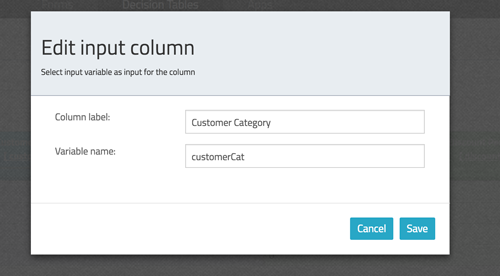 Decision Tables
Edit input column
Select input variable as input for the column
Column label:
Customer Category
Variable name:
customerCat
Cancel
Save